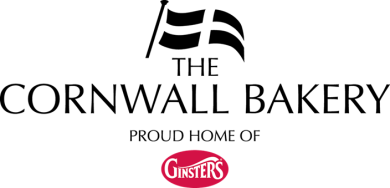 THE
CORNWALL BAKERY
PROUD HOME OF
GINSTERS